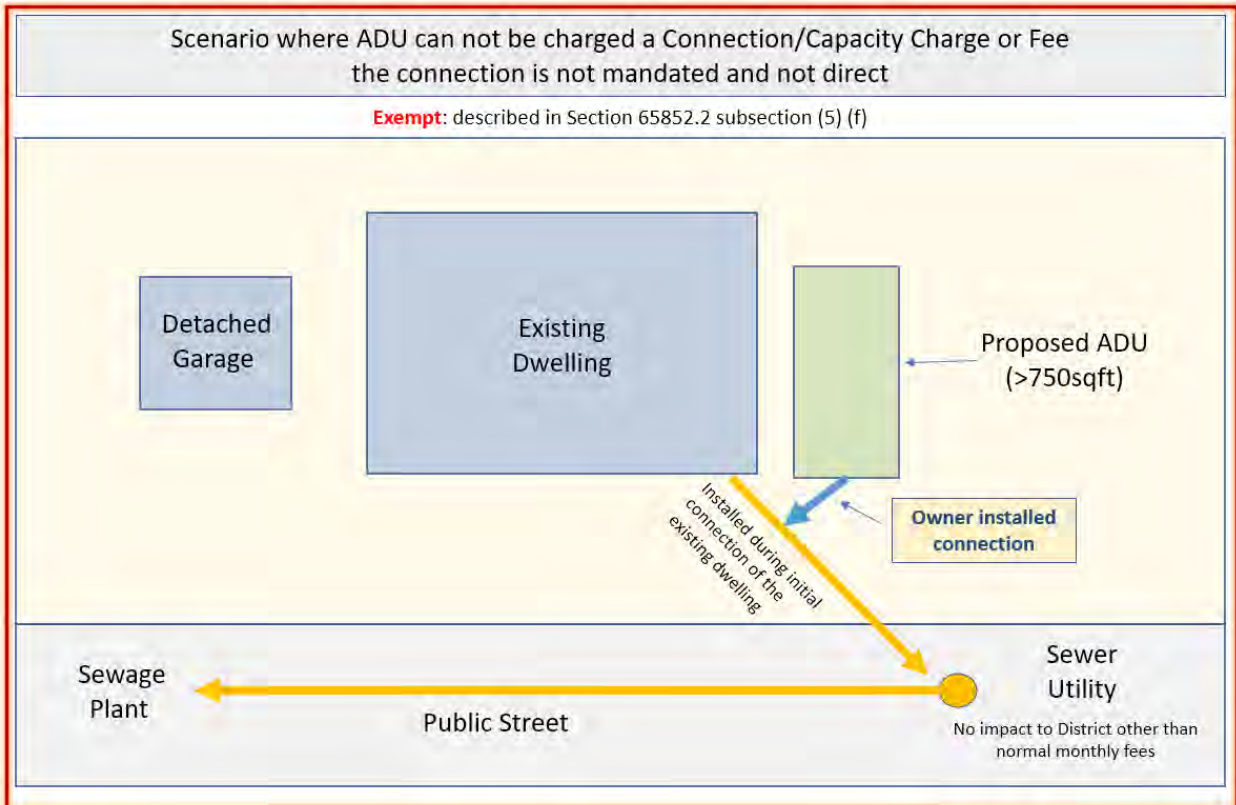 Scenario where ADU can not be charged a Connection/Capacity Charge or Fee
the connection is not mandated and not direct
Exempt: described in Section 65852.2 subsection (5) (f)
Detached
Garage
Existing
Dwelling
Proposed ADU
(>750sqft)
Installed during initial
connection of the
existing dwelling
Owner installed
connection
Sewage
Plant
Public Street
Sewer
Utility
No impact to District other than
normal monthly fees